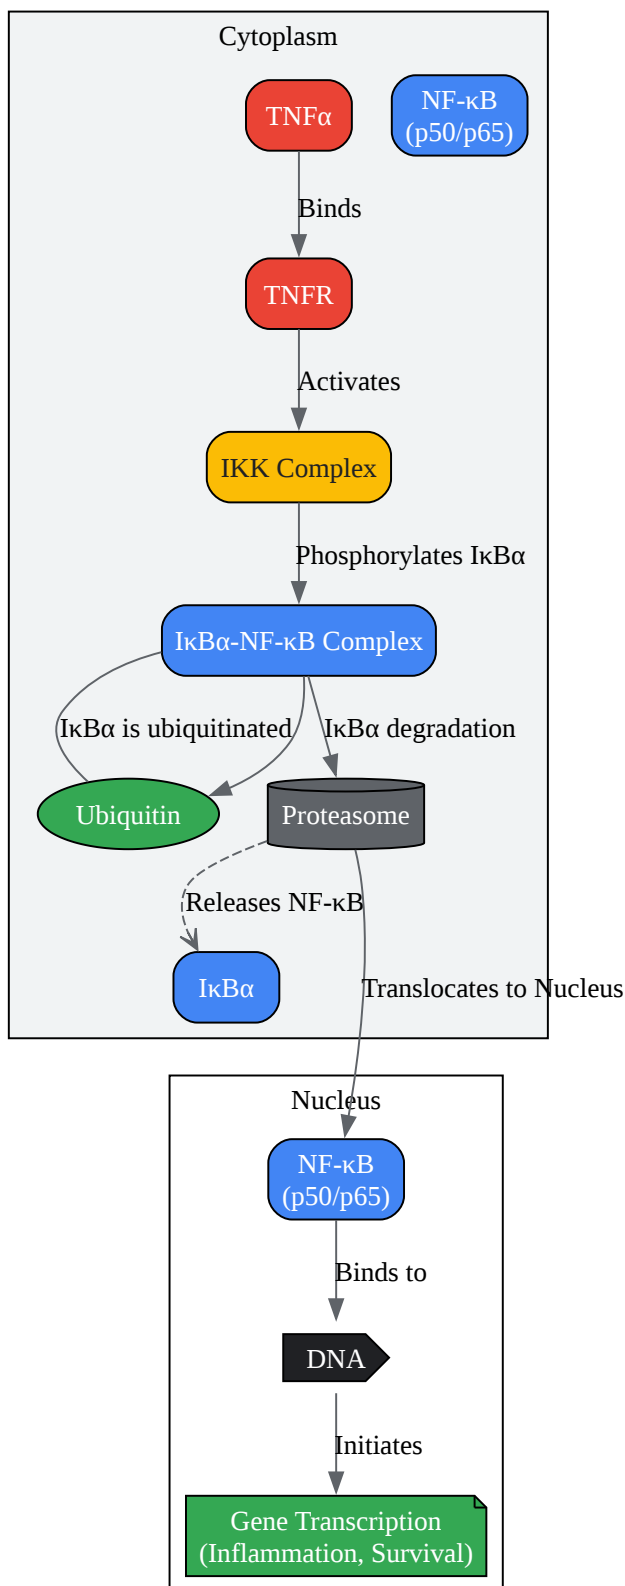 Cytoplasm
TNFα
NF-κB
(p50/p65)
Binds
TNFR
Activates
IKK Complex
Phosphorylates IκBα
IκBα-NF-κB Complex
IκBα is ubiquitinated
IκBα degradation
Ubiquitin
Proteasome
Releases NF-κB
IκBα
Translocates to Nucleus
Nucleus
NF-κB
(p50/p65)
Binds to
DNA
Initiates
Gene Transcription
(Inflammation, Survival)